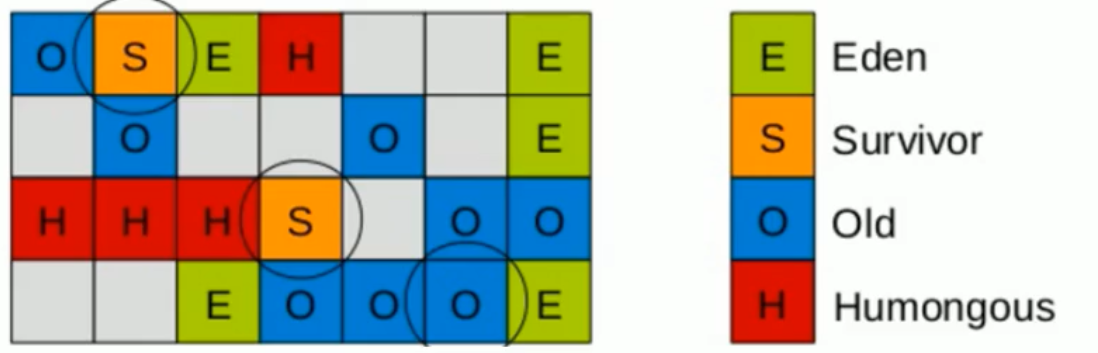 O S E H E
O O E
H H H S O O
E O O O E
E Eden
S Survivor
O Old
H Humongous